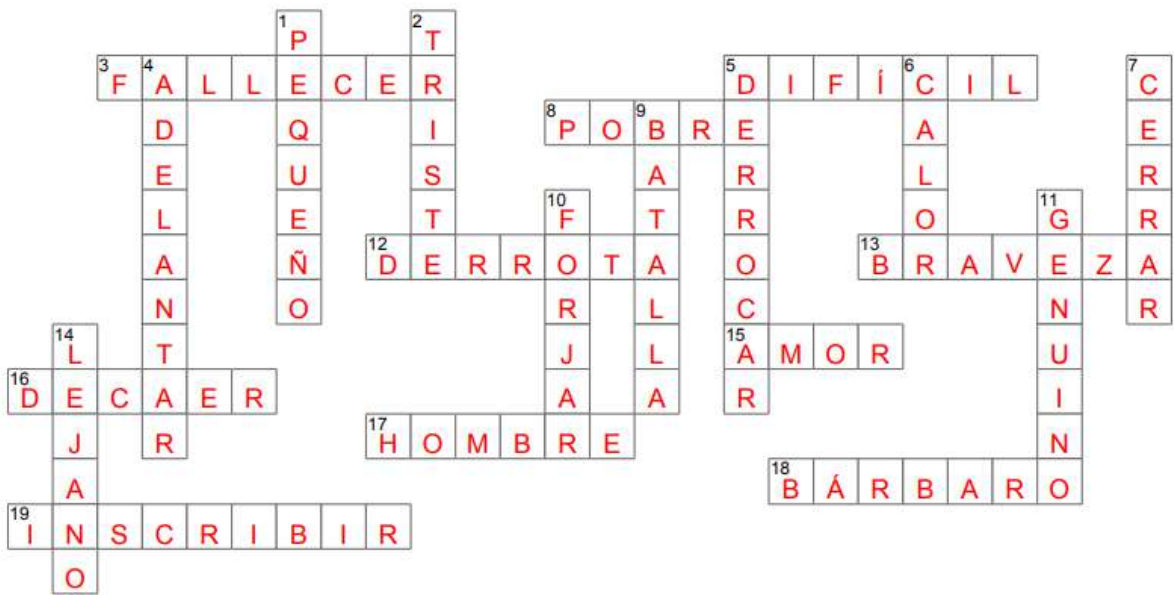 1 PEQUEÑO
2 TRISTE
3 FALLECER
4 ADELANTAR
5 DIFÍCIL
5 DERROCAR
6 CALOR
7 CERRAR
8 POBRE
9 BATALLA
10 FORJAR
11 GENUINO
12 DERROTA
13 BRAVEZA
14 LEJANO
15 AMOR
16 DECAER
17 HOMBRE
18 BÁRBARO
19 INSCRIBIR